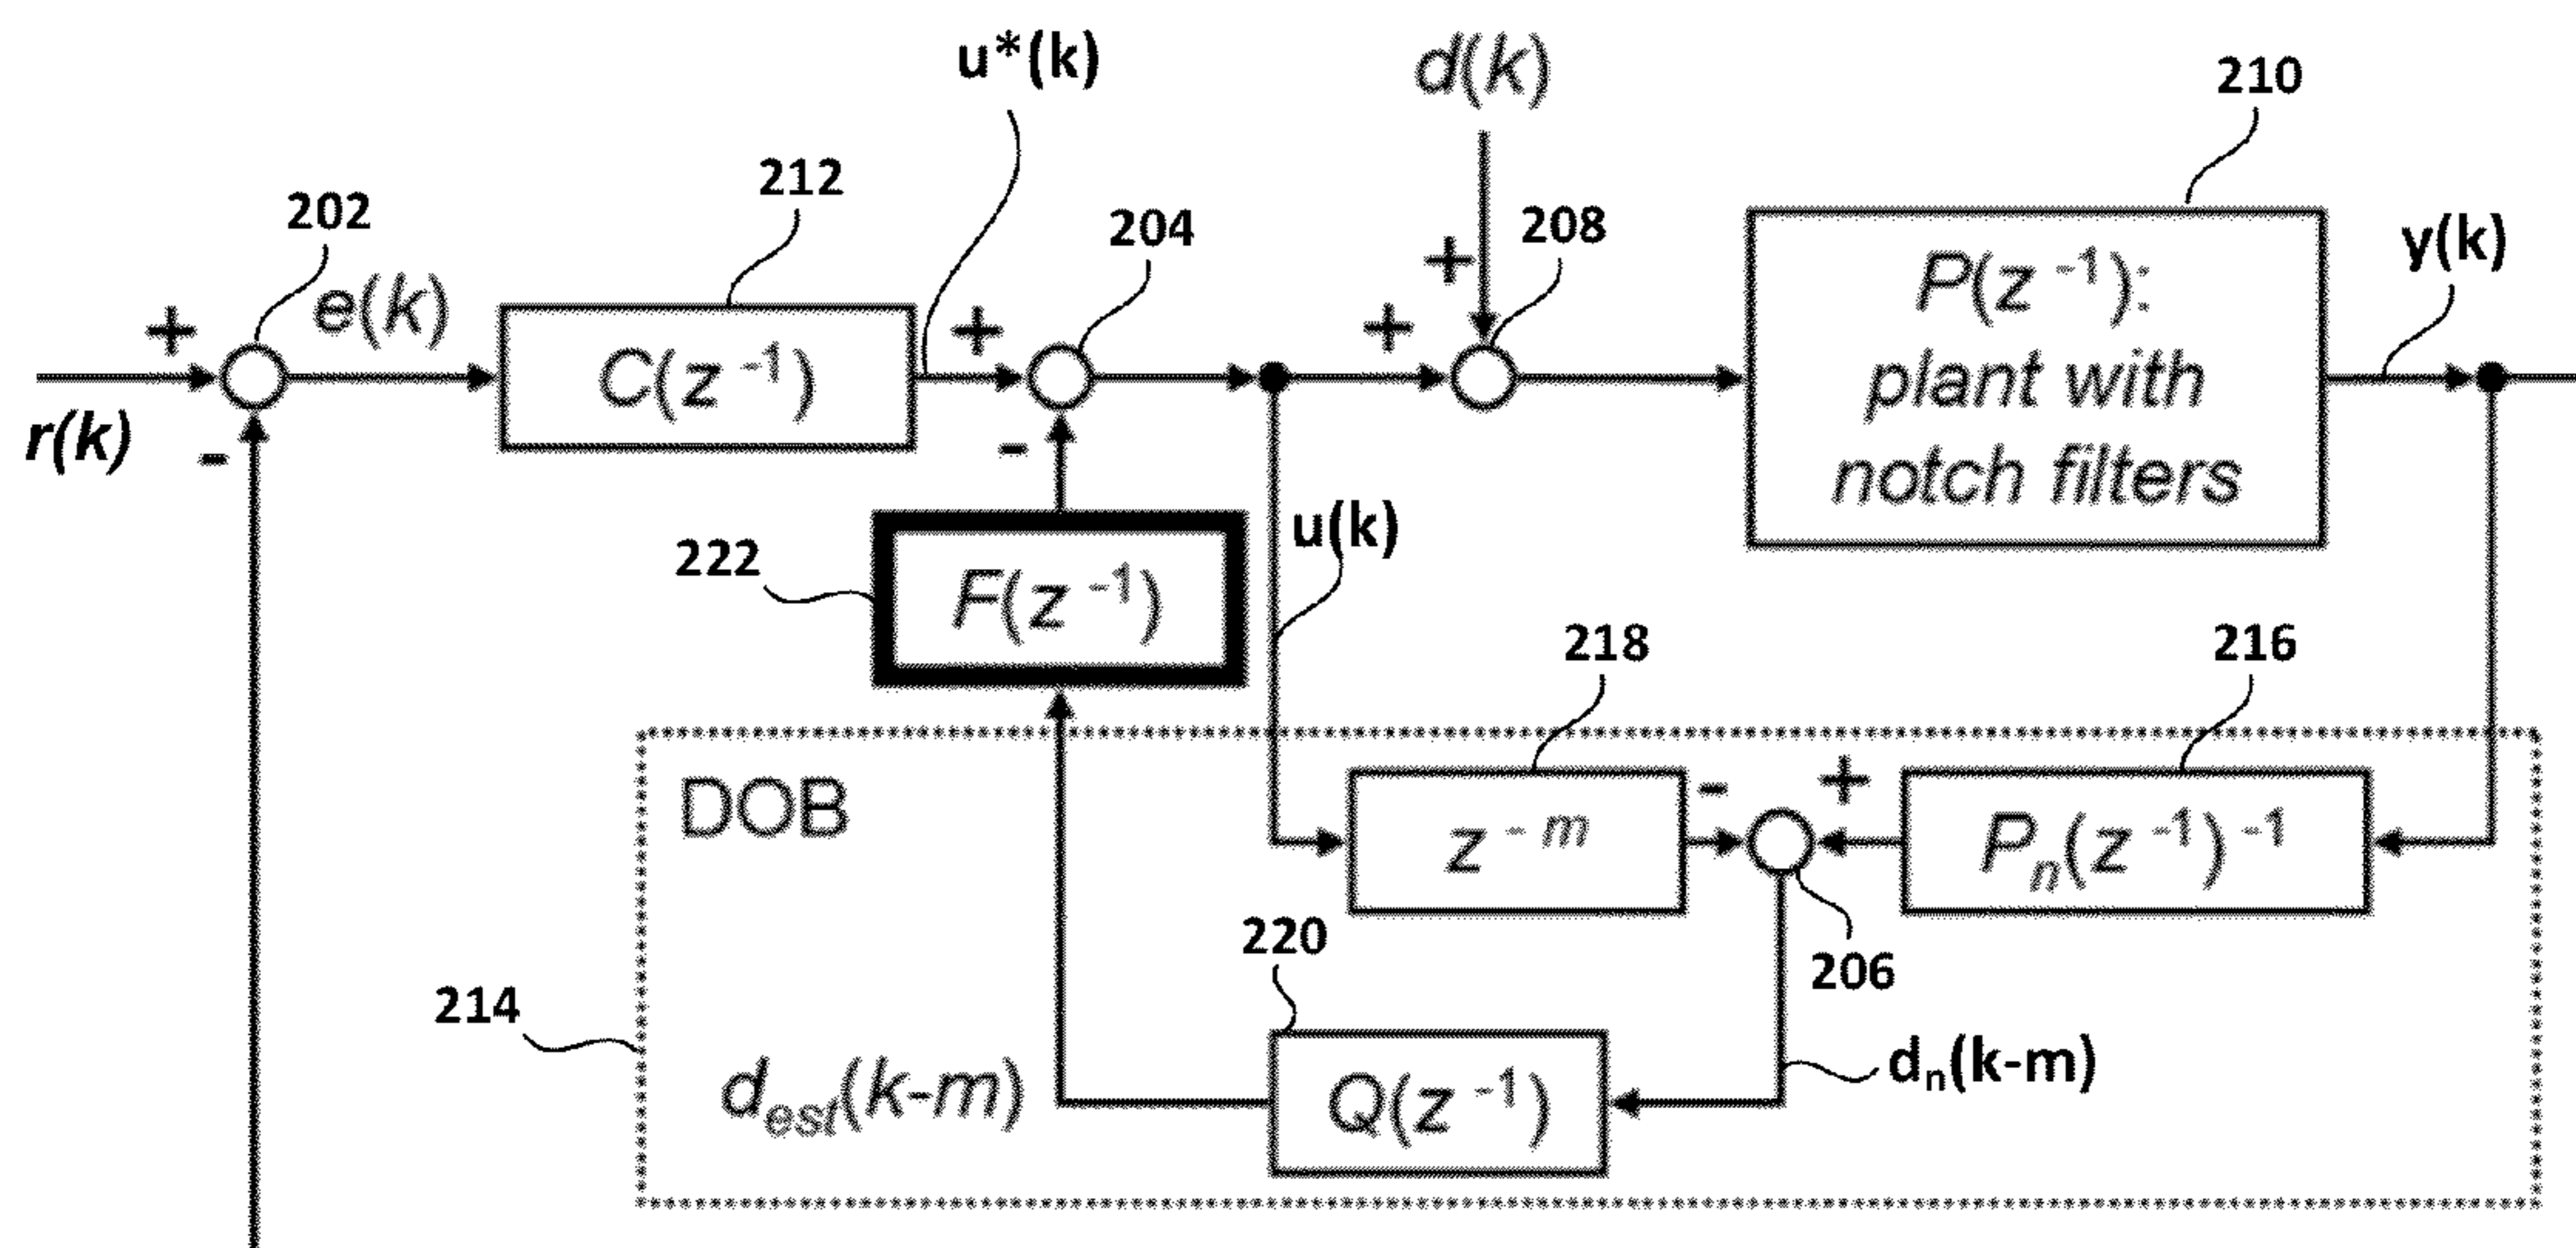 u*(k)
d(k)
210
212
202
204
208
y(k)
e(k)
+
+
+
+
P(z ⁻¹):
plant with
notch filters
C(z ⁻¹)
r(k)
-
-
222
F(z ⁻¹)
u(k)
218
216
DOB
-
+
z ⁻ ᵐ
Pₙ(z ⁻¹) ⁻¹
220
206
214
d_est(k-m)
Q(z ⁻¹)
dₙ(k-m)